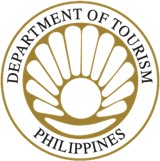 DEPARTMENT OF TOURISM
PHILIPPINES